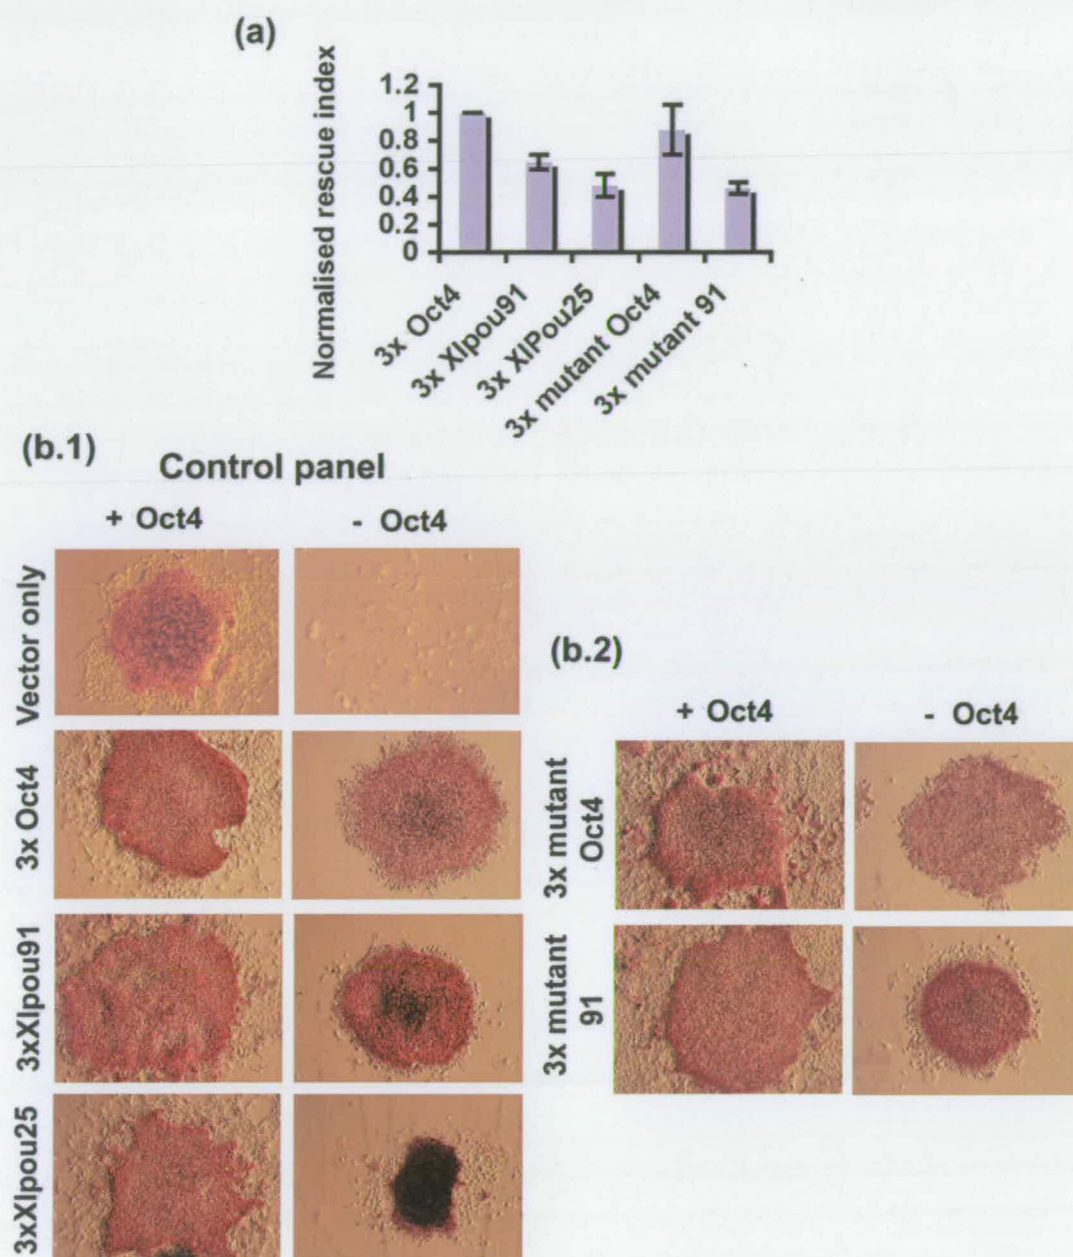 (a)
Normalised rescue index
1.2
1
0.8
0.6
0.4
0.2
0
3x Oct4
3x Xlpou91
3x XlPou25
3x mutant Oct4
3x mutant 91
(b.1)
Control panel
+ Oct4
- Oct4
Vector only
3x Oct4
3xXlpou91
3xXlpou25
(b.2)
+ Oct4
- Oct4
3x mutant
Oct4
3x mutant
91